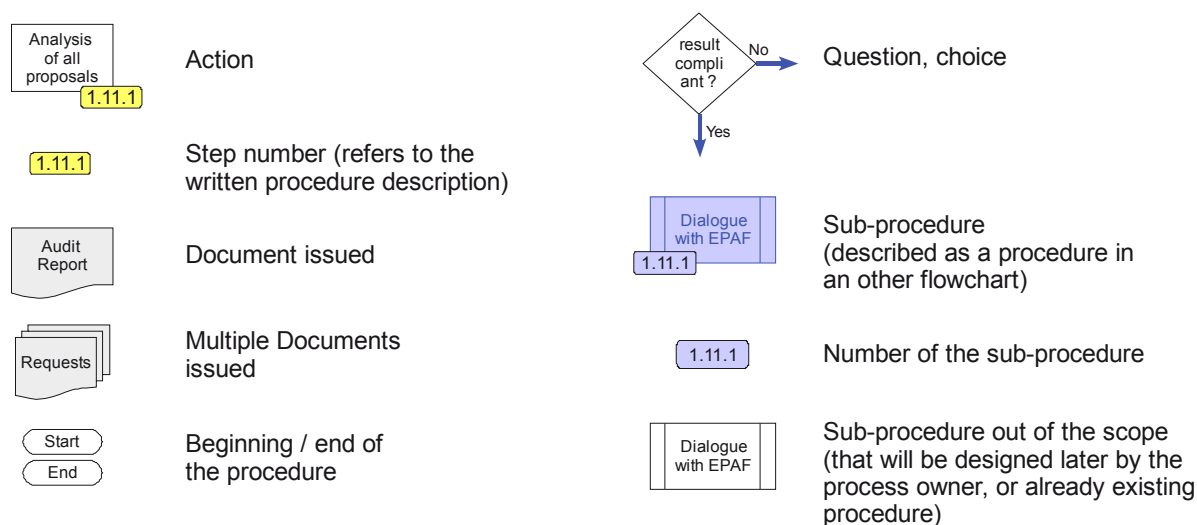 Analysis
of all
proposals
1.11.1
Action
1.11.1
Step number (refers to the
written procedure description)
Audit
Report
Document issued
Requests
Multiple Documents
issued
Start
End
Beginning / end of
the procedure
result
compli
ant ?
No
Yes
Question, choice
Dialogue
with EPAF
1.11.1
Sub-procedure
(described as a procedure in
an other flowchart)
1.11.1
Number of the sub-procedure
Dialogue
with EPAF
Sub-procedure out of the scope
(that will be designed later by the
process owner, or already existing
procedure)